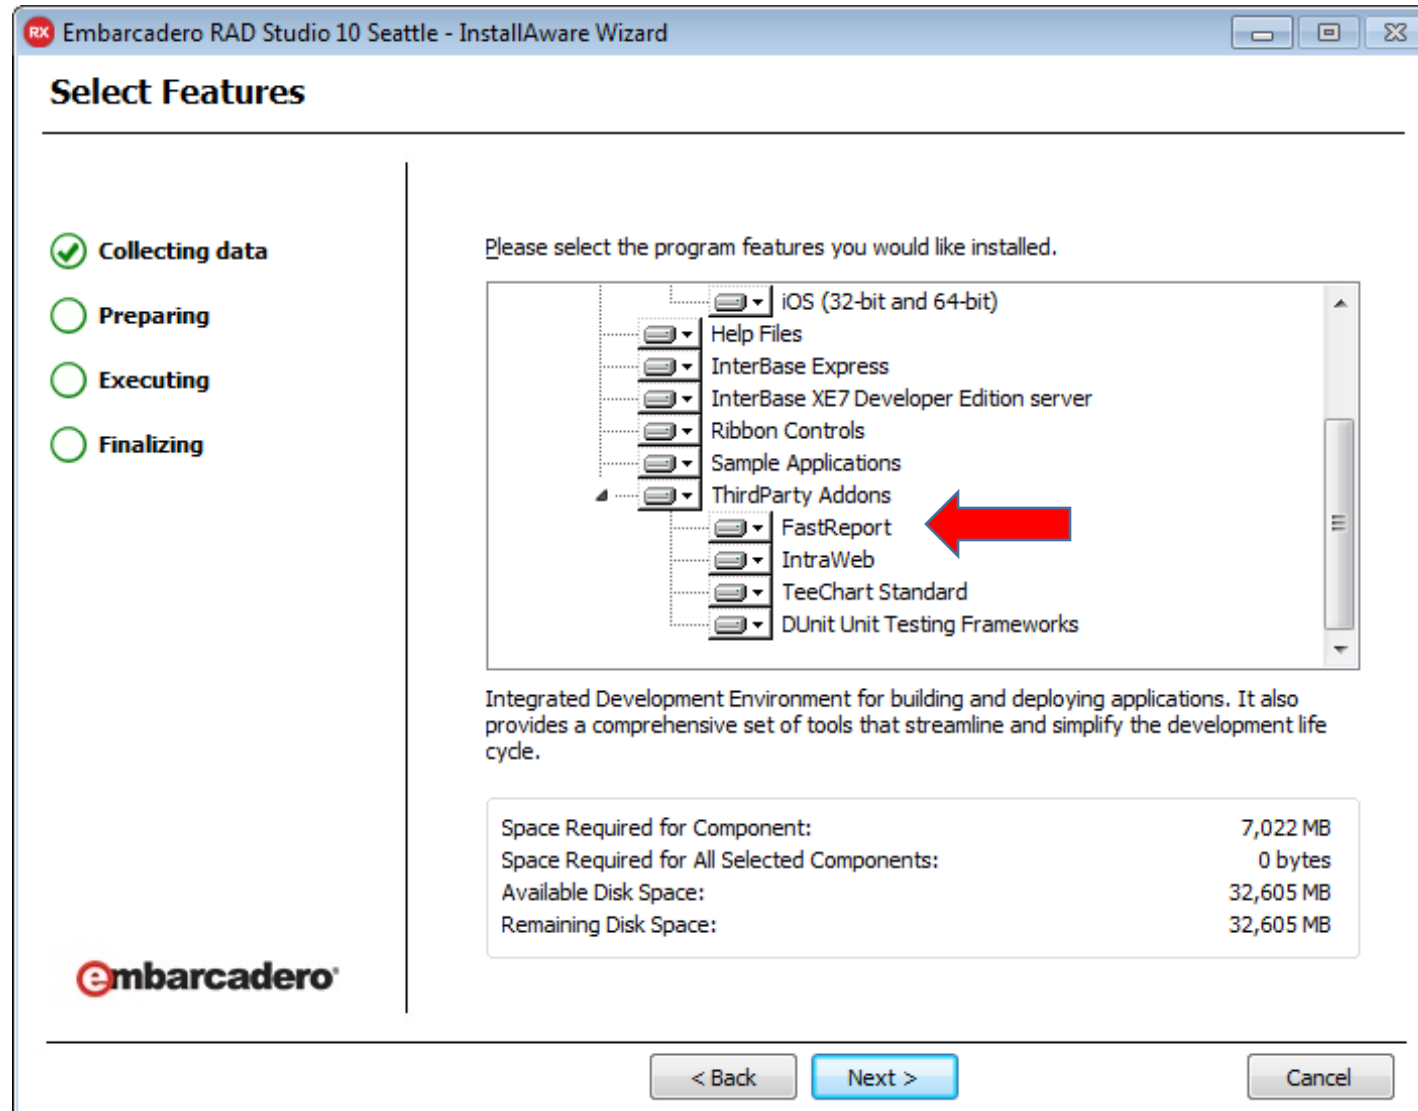 RX Embarcadero RAD Studio 10 Seattle - InstallAware Wizard
Select Features
Collecting data
Preparing
Executing
Finalizing
Please select the program features you would like installed.
iOS (32-bit and 64-bit)
Help Files
InterBase Express
InterBase XE7 Developer Edition server
Ribbon Controls
Sample Applications
ThirdParty Addons
FastReport
IntraWeb
TeeChart Standard
DUnit Unit Testing Frameworks
Integrated Development Environment for building and deploying applications. It also
provides a comprehensive set of tools that streamline and simplify the development life
cycle.
Space Required for Component: 7,022 MB
Space Required for All Selected Components: 0 bytes
Available Disk Space: 32,605 MB
Remaining Disk Space: 32,605 MB
embarcadero
< Back Next > Cancel